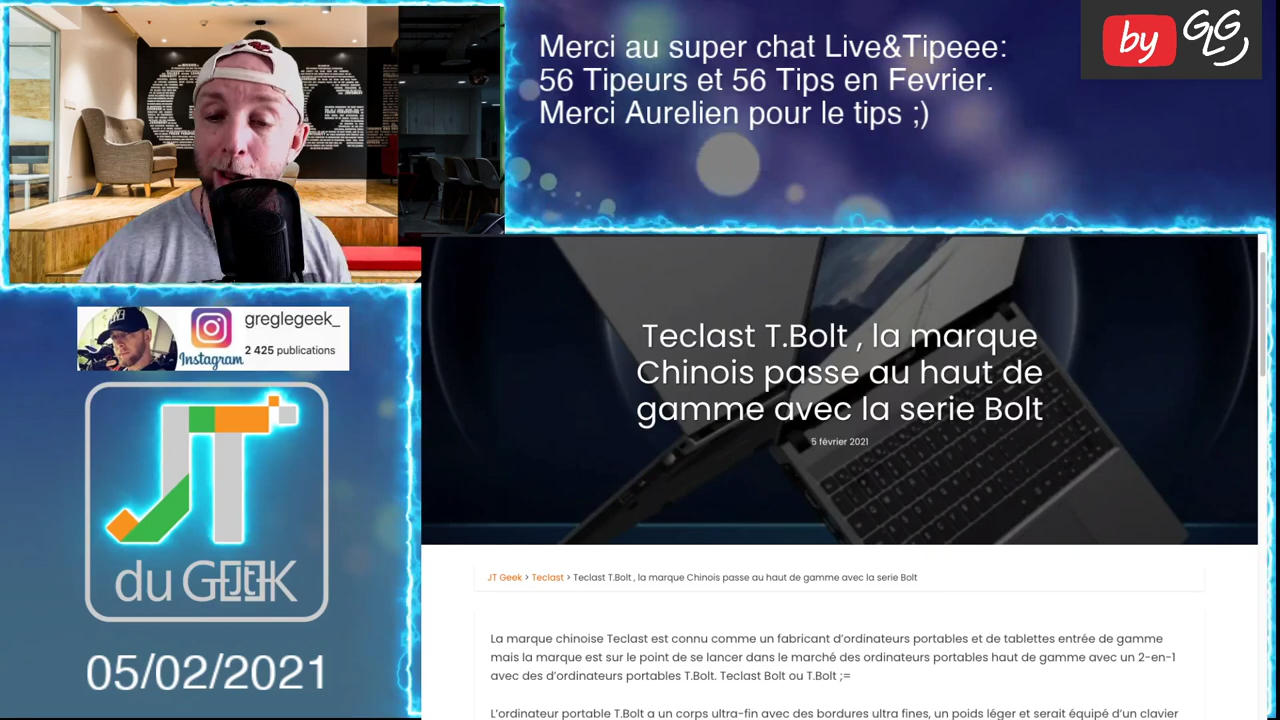 Merci au super chat Live&Tipeee:
56 Tipeurs et 56 Tips en Fevrier.
Merci Aurelien pour le tips ;)
by GLG
greglegeek_
Instagram
2 425 publications
JT
du GEEK
05/02/2021
Teclast T.Bolt , la marque
Chinois passe au haut de
gamme avec la serie Bolt
5 février 2021
JT Geek > Teclast > Teclast T.Bolt , la marque Chinois passe au haut de gamme avec la serie Bolt
La marque chinoise Teclast est connu comme un fabricant d'ordinateurs portables et de tablettes entrée de gamme
mais la marque est sur le point de se lancer dans le marché des ordinateurs portables haut de gamme avec un 2-en-1
avec des d'ordinateurs portables T.Bolt. Teclast Bolt ou T.Bolt ;=
L'ordinateur portable T.Bolt a un corps ultra-fin avec des bordures ultra fines, un poids léger et serait équipé d'un clavier